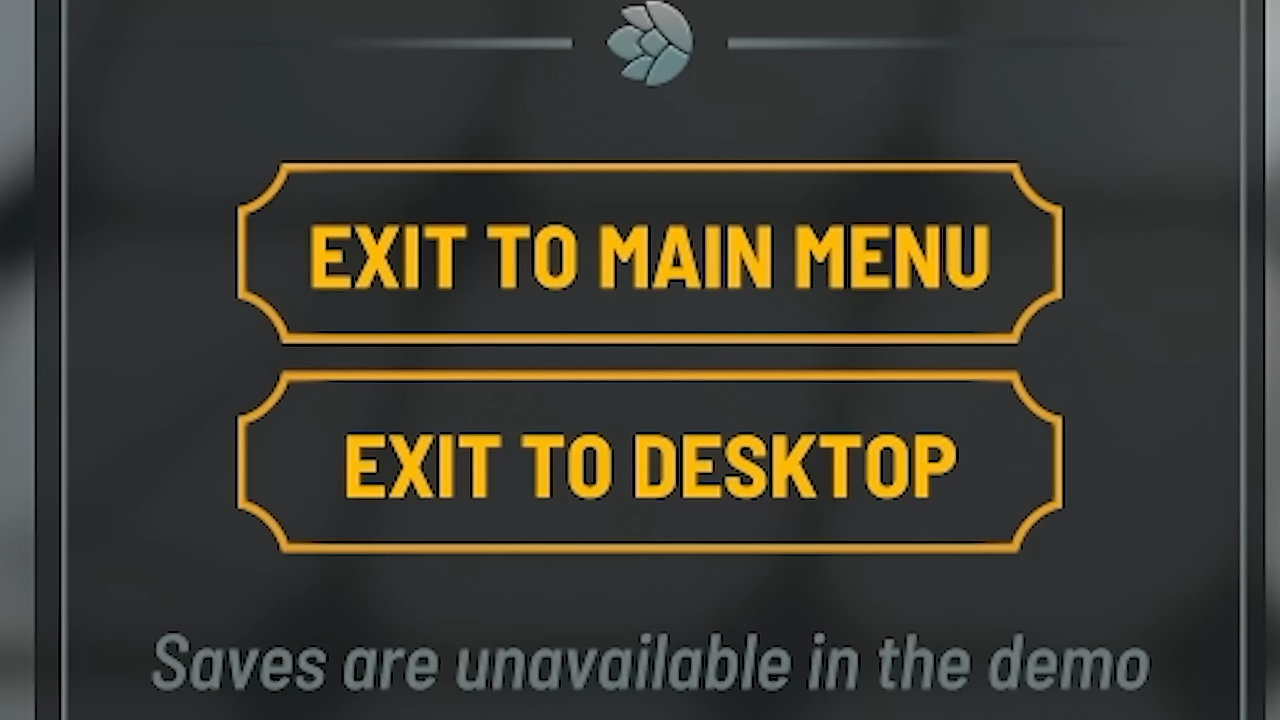 EXIT TO MAIN MENU
EXIT TO DESKTOP
Saves are unavailable in the demo